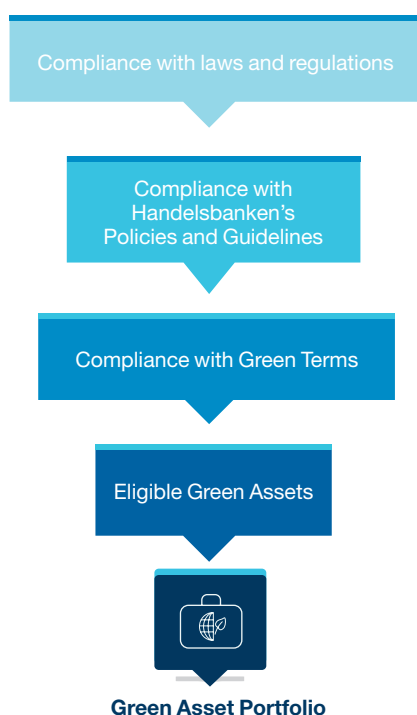 Compliance with laws and regulations
Compliance with
Handelsbanken's
Policies and Guidelines
Compliance with Green Terms
Eligible Green Assets
Green Asset Portfolio